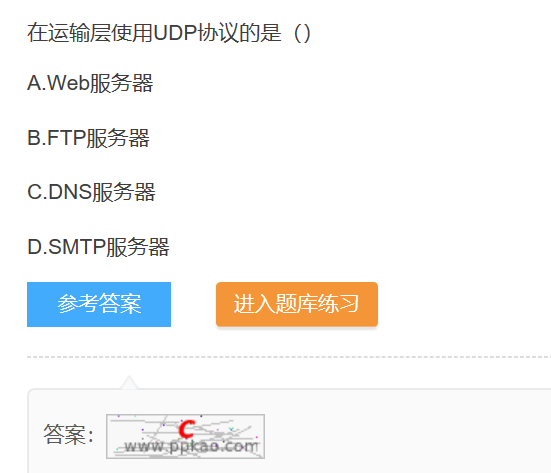 在运输层使用UDP协议的是（）
A.Web服务器
B.FTP服务器
C.DNS服务器
D.SMTP服务器
参考答案 进入题库练习
答案： C
www.ppkao.com